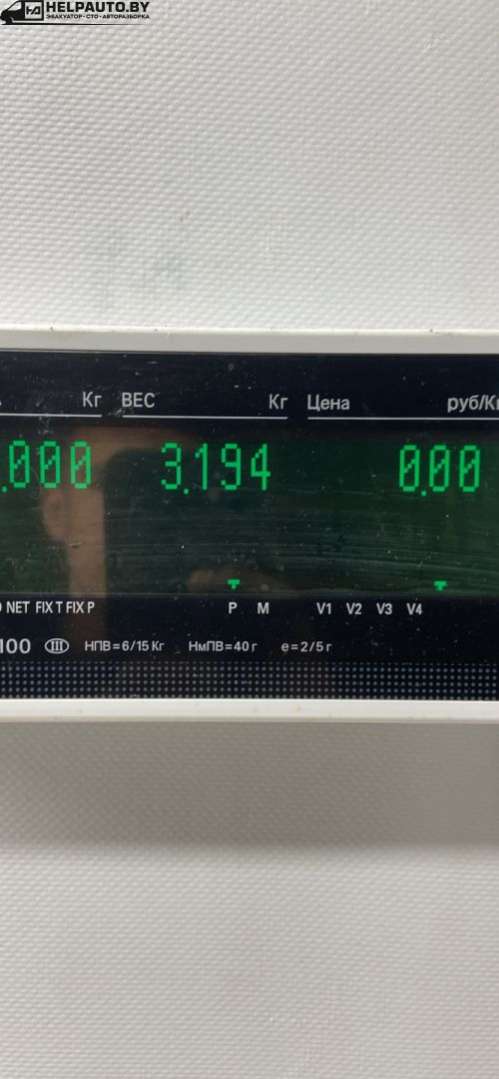 HELPAUTO.BY
ЭВАКУАТОР · СТО · АВТОРАЗБОРКА
Кг ВЕС Кг Цена руб/Кг
.000 3.194 0.00
NET FIX T FIX P P M V1 V2 V3 V4
100 III НПВ=6/15 Кг НмПВ=40 г e=2/5 г